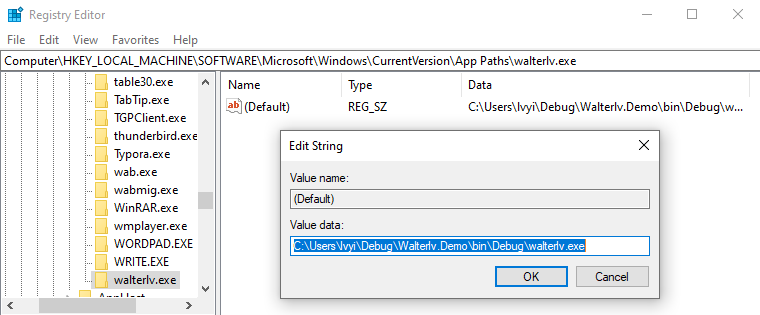 Registry Editor
File Edit View Favorites Help
Computer\HKEY_LOCAL_MACHINE\SOFTWARE\Microsoft\Windows\CurrentVersion\App Paths\walterlv.exe
table30.exe
TabTip.exe
TGPClient.exe
thunderbird.exe
Typora.exe
wab.exe
wabmig.exe
WinRAR.exe
wmplayer.exe
WORDPAD.EXE
WRITE.EXE
walterlv.exe
AppHost
Name Type Data
ab (Default) REG_SZ C:\Users\lvyi\Debug\Walterlv.Demo\bin\Debug\w...
Edit String
Value name:
(Default)
Value data:
C:\Users\lvyi\Debug\Walterlv.Demo\bin\Debug\walterlv.exe
OK Cancel